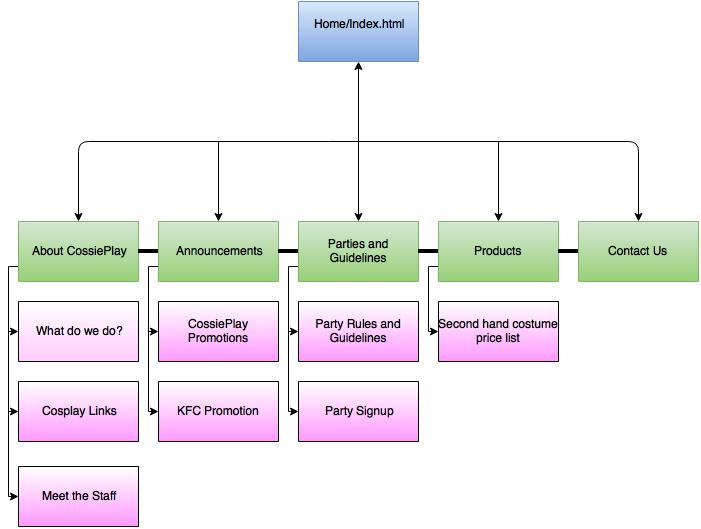 Home/Index.html
About CossiePlay
Announcements
Parties and
Guidelines
Products
Contact Us
What do we do?
CossiePlay
Promotions
Party Rules and
Guidelines
Second hand costume
price list
Cosplay Links
KFC Promotion
Party Signup
Meet the Staff